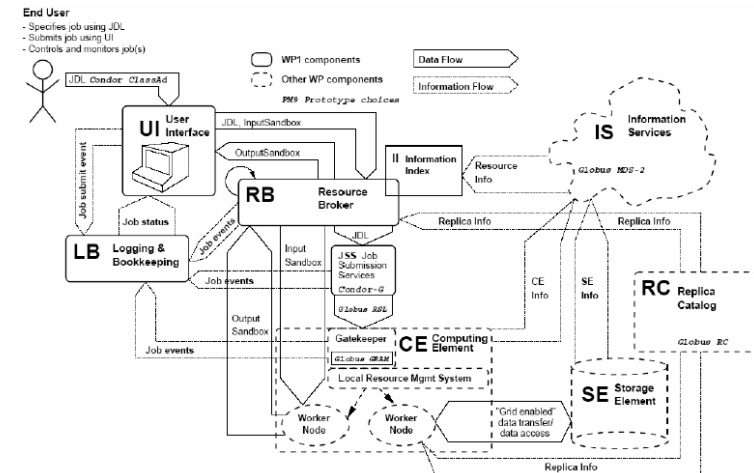 End User
- Specifies job using JDL
- Submits job using UI
- Controls and monitors job(s)
WP1 components
Other WP components
PM9 Prototype choices
Data Flow
Information Flow
JDL Condor ClassAd
UI User
Interface
JDL, InputSandbox
OutputSandbox
II Information
Index
Resource
Info
IS Information
Services
Globus MDS-2
Job submit event
RB Resource
Broker
Job status
Job events
LB Logging &
Bookkeeping
Input
Sandbox
JDL
Replica Info
Replica Info
JSS Job
Submission
Services
Condor-G
Job events
CE
Info
SE
Info
RC Replica
Catalog
Globus RC
Globus RSL
Output
Sandbox
Gatekeeper
CE Computing
Element
Globus GRAM
Job events
Local Resource Mgmt System
SE Storage
Element
Worker
Node
Worker
Node
"Grid enabled"
data transfer/
data access
Replica Info